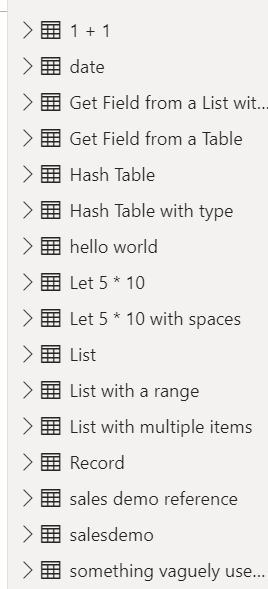 1 + 1
date
Get Field from a List wit...
Get Field from a Table
Hash Table
Hash Table with type
hello world
Let 5 * 10
Let 5 * 10 with spaces
List
List with a range
List with multiple items
Record
sales demo reference
salesdemo
something vaguely use...